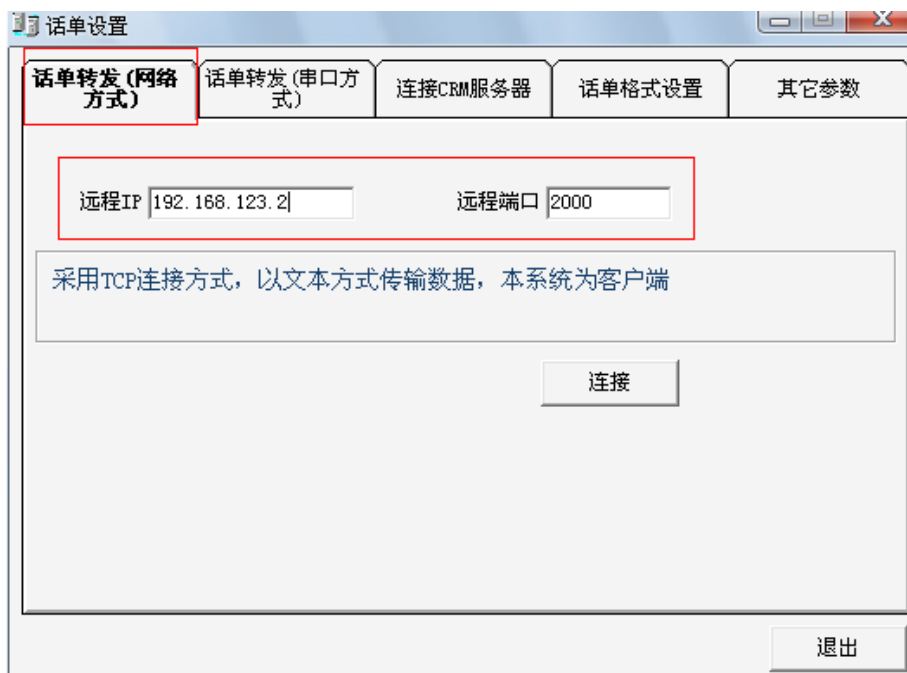 话单设置
话单转发(网络
方式)
话单转发(串口方
式)
连接CRM服务器
话单格式设置
其它参数
远程IP 192.168.123.2
远程端口 2000
采用TCP连接方式，以文本方式传输数据，本系统为客户端
连接
退出